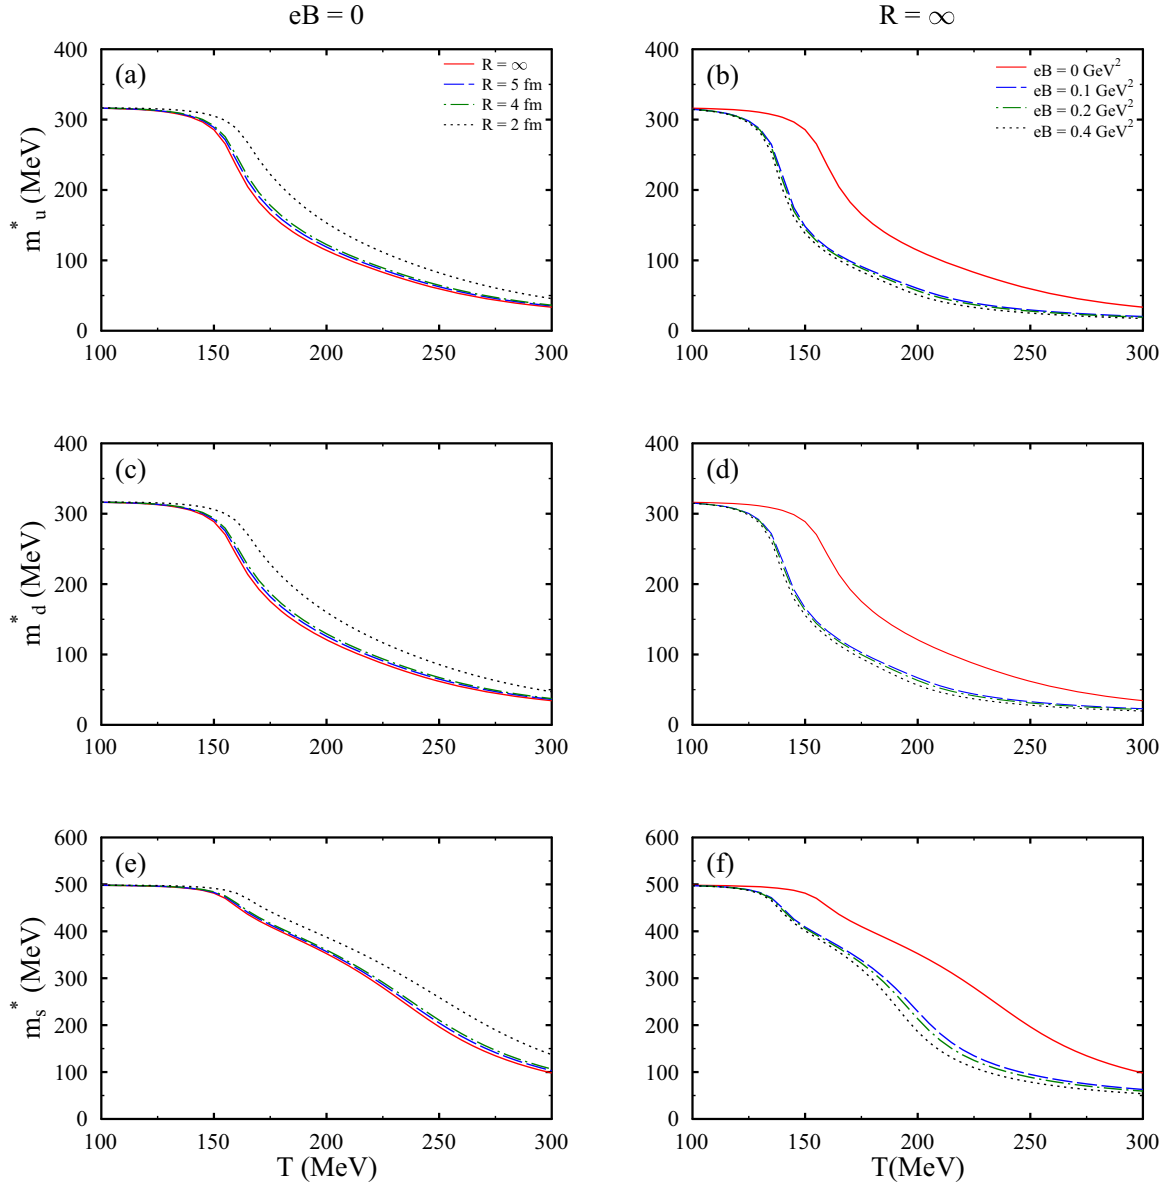 eB = 0
R = ∞
(a)
R = ∞
R = 5 fm
R = 4 fm
R = 2 fm
400
300
200
100
0
m*u (MeV)
100 150 200 250 300
(b)
eB = 0 GeV²
eB = 0.1 GeV²
eB = 0.2 GeV²
eB = 0.4 GeV²
400
300
200
100
0
100 150 200 250 300
(c)
400
300
200
100
0
m*d (MeV)
100 150 200 250 300
(d)
400
300
200
100
0
100 150 200 250 300
(e)
600
500
400
300
200
100
0
ms* (MeV)
100 150 200 250 300
T (MeV)
(f)
600
500
400
300
200
100
0
100 150 200 250 300
T(MeV)